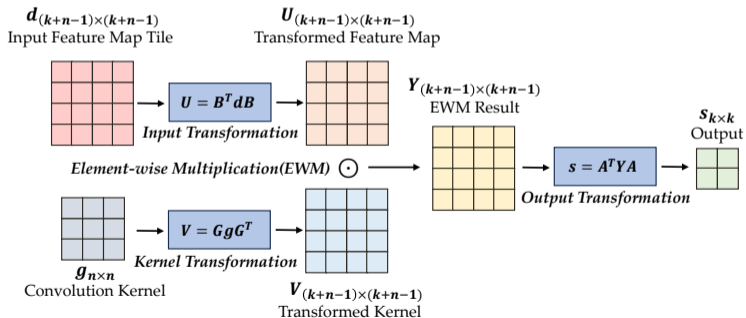 d(k+n−1)×(k+n−1)
Input Feature Map Tile
U = BᵀdB
Input Transformation
U(k+n−1)×(k+n−1)
Transformed Feature Map
Element-wise Multiplication(EWM) ⊙
gn×n
Convolution Kernel
V = GgGᵀ
Kernel Transformation
V(k+n−1)×(k+n−1)
Transformed Kernel
Y(k+n−1)×(k+n−1)
EWM Result
s = AᵀYA
Output Transformation
sk×k
Output